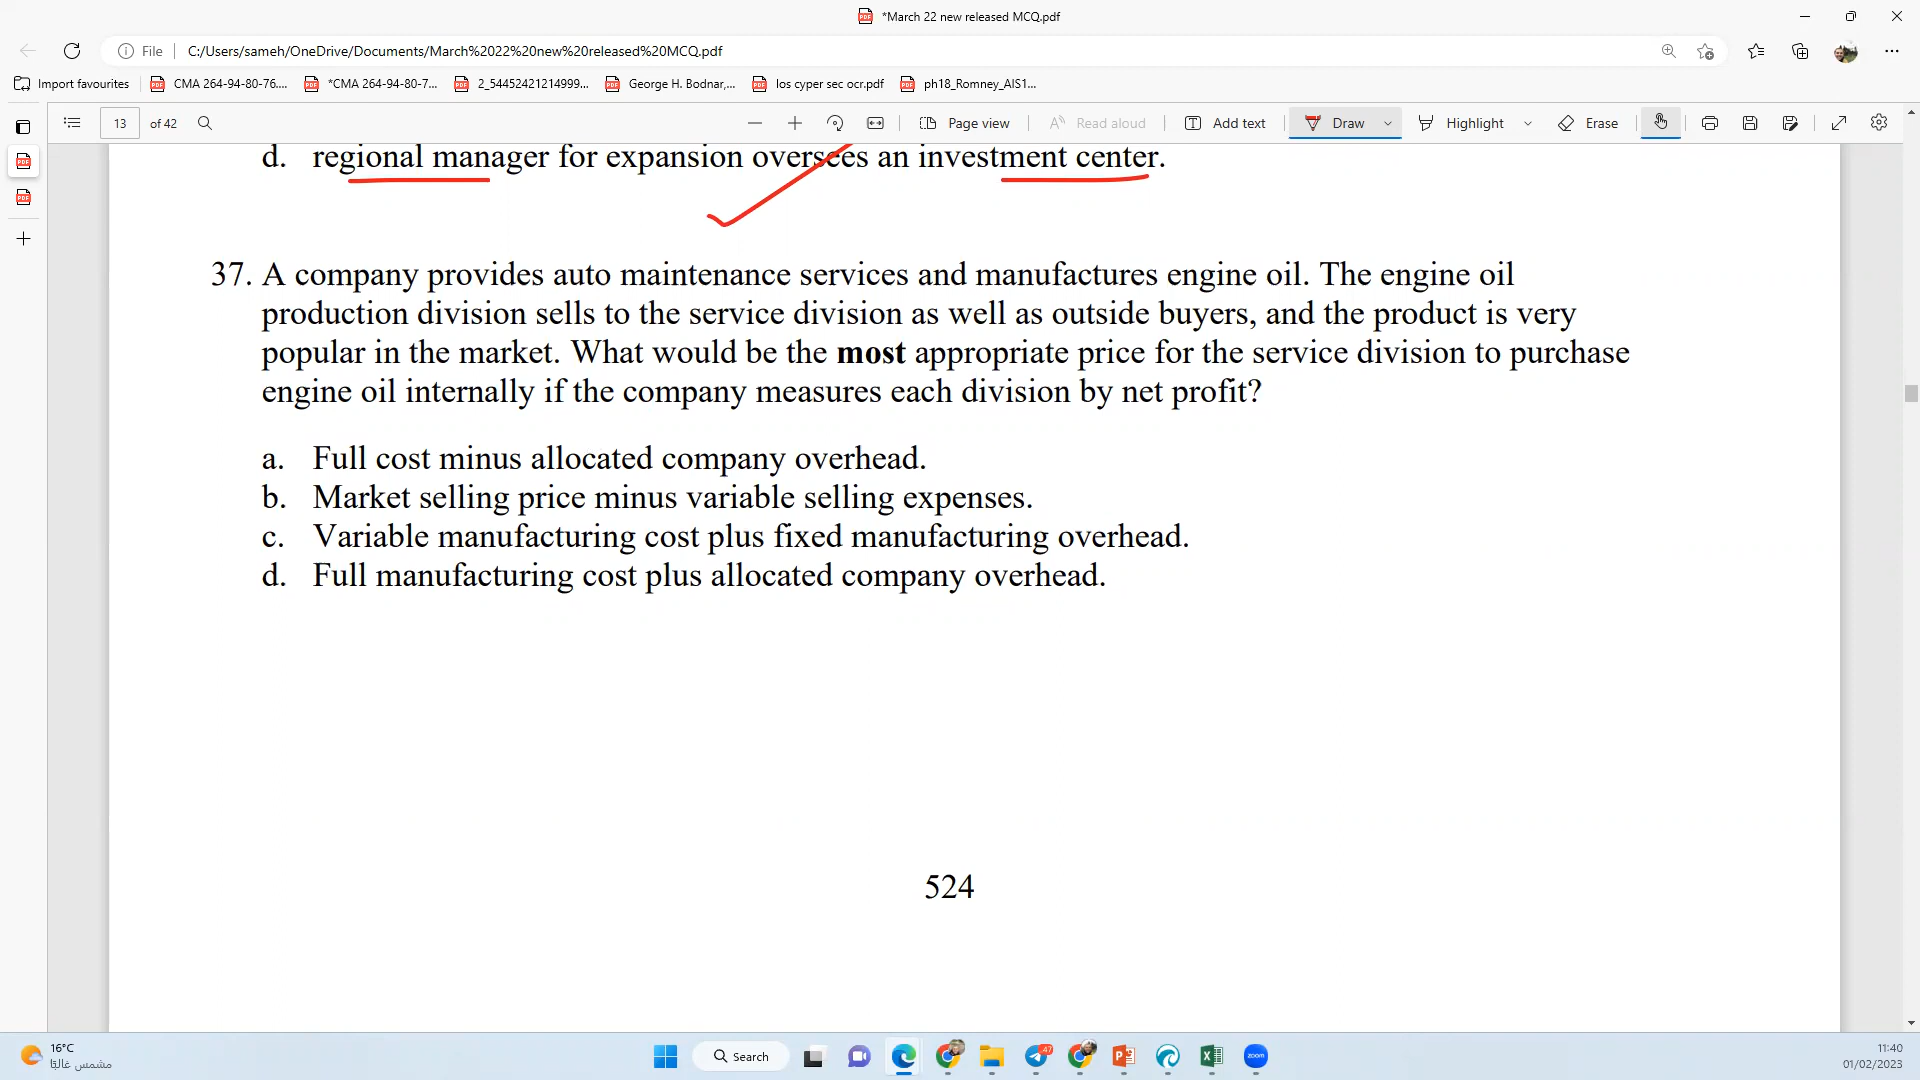 *March 22 new released MCQ.pdf
File
C:/Users/sameh/OneDrive/Documents/March%2022%20new%20released%20MCQ.pdf
Import favourites
CMA 264-94-80-76....
*CMA 264-94-80-7...
2_54452421214999...
George H. Bodnar,...
los cyper sec ocr.pdf
ph18_Romney_AIS1...
13 of 42
Page view
Read aloud
Add text
Draw
Highlight
Erase
d. regional manager for expansion oversees an investment center.
37. A company provides auto maintenance services and manufactures engine oil. The engine oil
production division sells to the service division as well as outside buyers, and the product is very
popular in the market. What would be the most appropriate price for the service division to purchase
engine oil internally if the company measures each division by net profit?
a. Full cost minus allocated company overhead.
b. Market selling price minus variable selling expenses.
c. Variable manufacturing cost plus fixed manufacturing overhead.
d. Full manufacturing cost plus allocated company overhead.
524
16°C
مشمس غالبًا
Search
47
zoom
11:40
01/02/2023